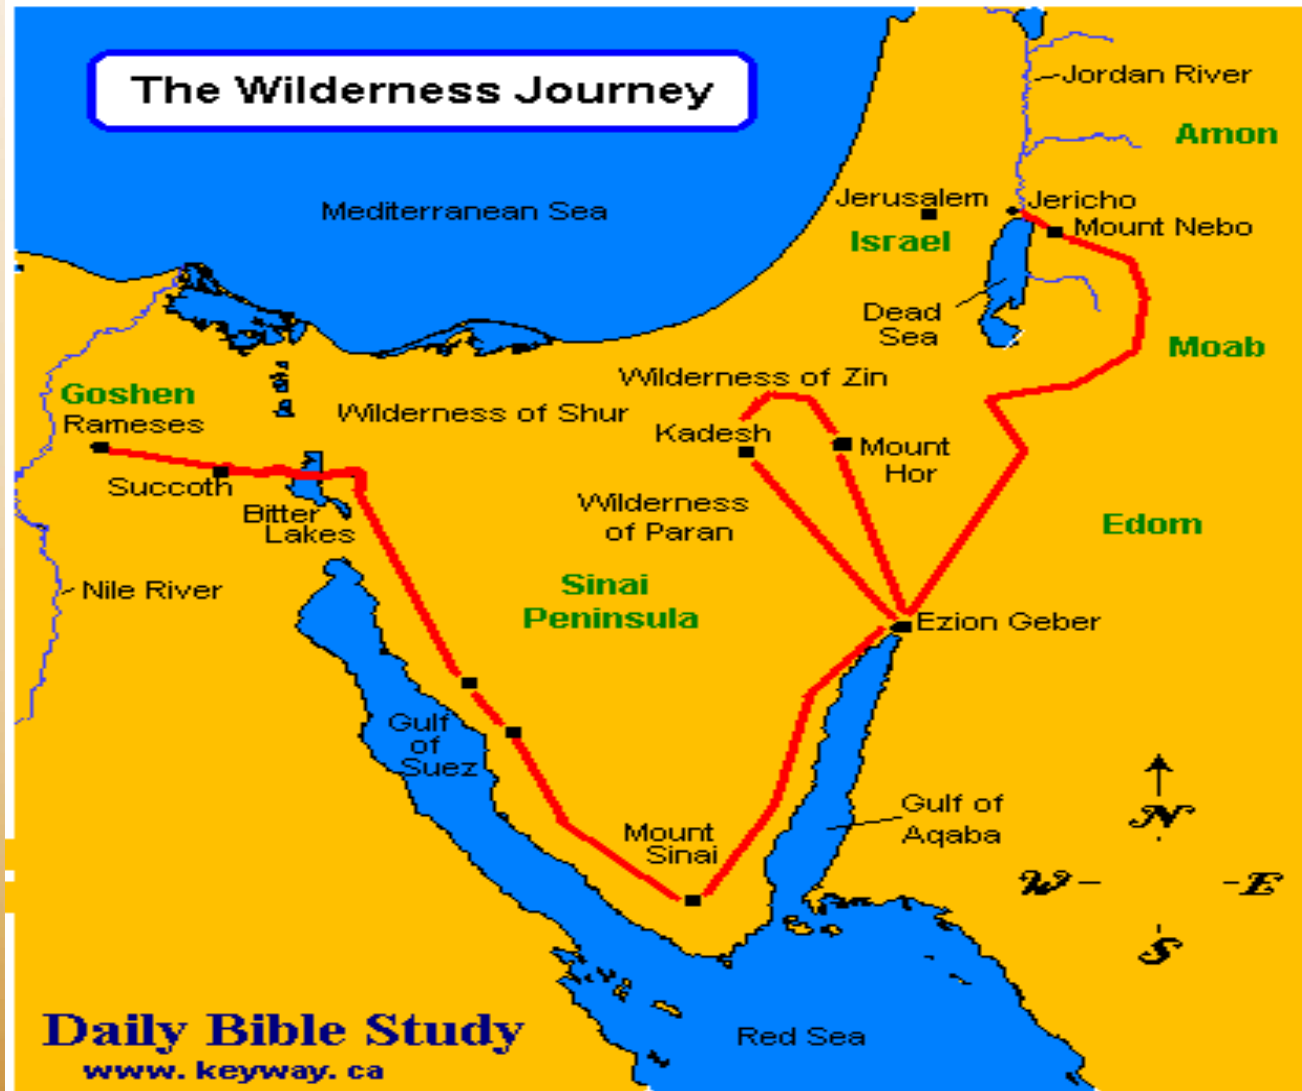 The Wilderness Journey
Jordan River
Amon
Mediterranean Sea
Jerusalem
Jericho
Mount Nebo
Israel
Dead
Sea
Moab
Wilderness of Zin
Goshen
Rameses
Wilderness of Shur
Kadesh
Mount
Hor
Succoth
Bitter
Lakes
Wilderness
of Paran
Edom
Nile River
Sinai
Peninsula
Ezion Geber
Gulf
of
Suez
Gulf of
Aqaba
Mount
Sinai
N
W
E
S
Daily Bible Study
www.keyway.ca
Red Sea